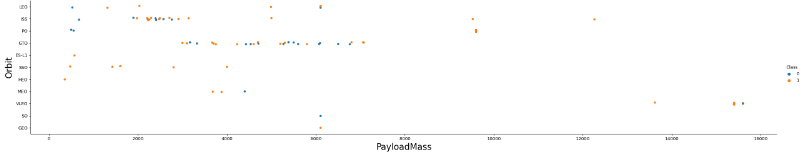 LEO
ISS
PO
GTO
ES-L1
SSO
HEO
MEO
VLEO
SO
GEO
Orbit
0
2000
4000
6000
8000
10000
12000
14000
16000
PayloadMass
Class
0
1